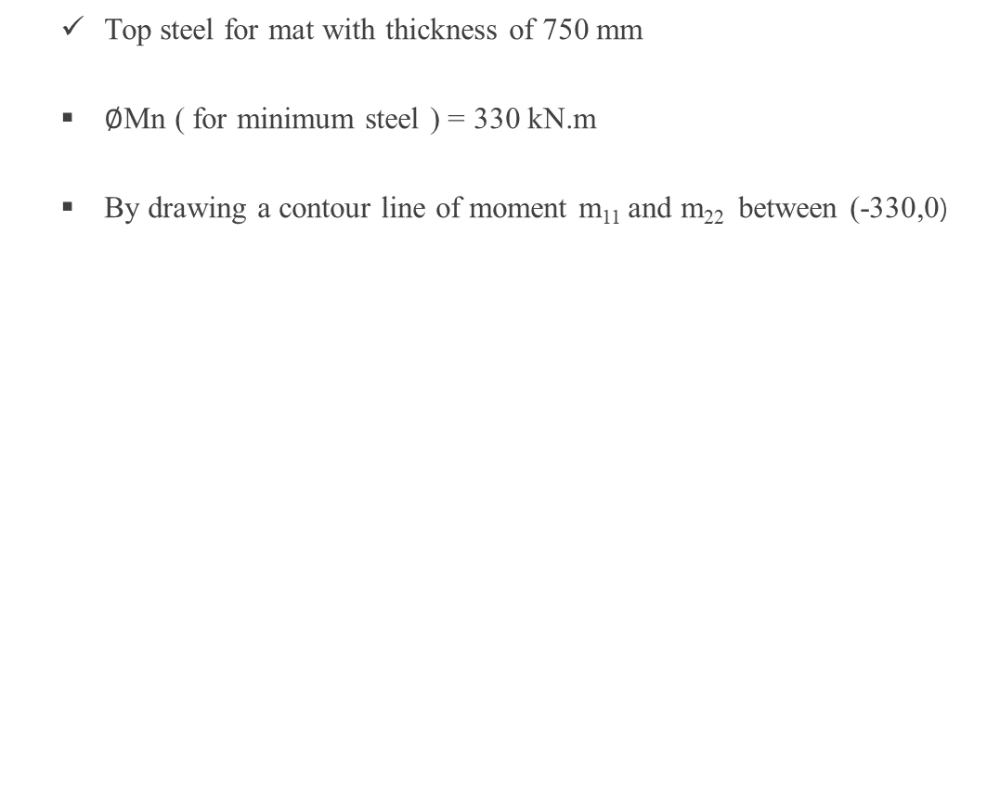 ✓ Top steel for mat with thickness of 750 mm
▪ ∅Mn ( for minimum steel ) = 330 kN.m
▪ By drawing a contour line of moment m₁₁ and m₂₂ between (-330,0)